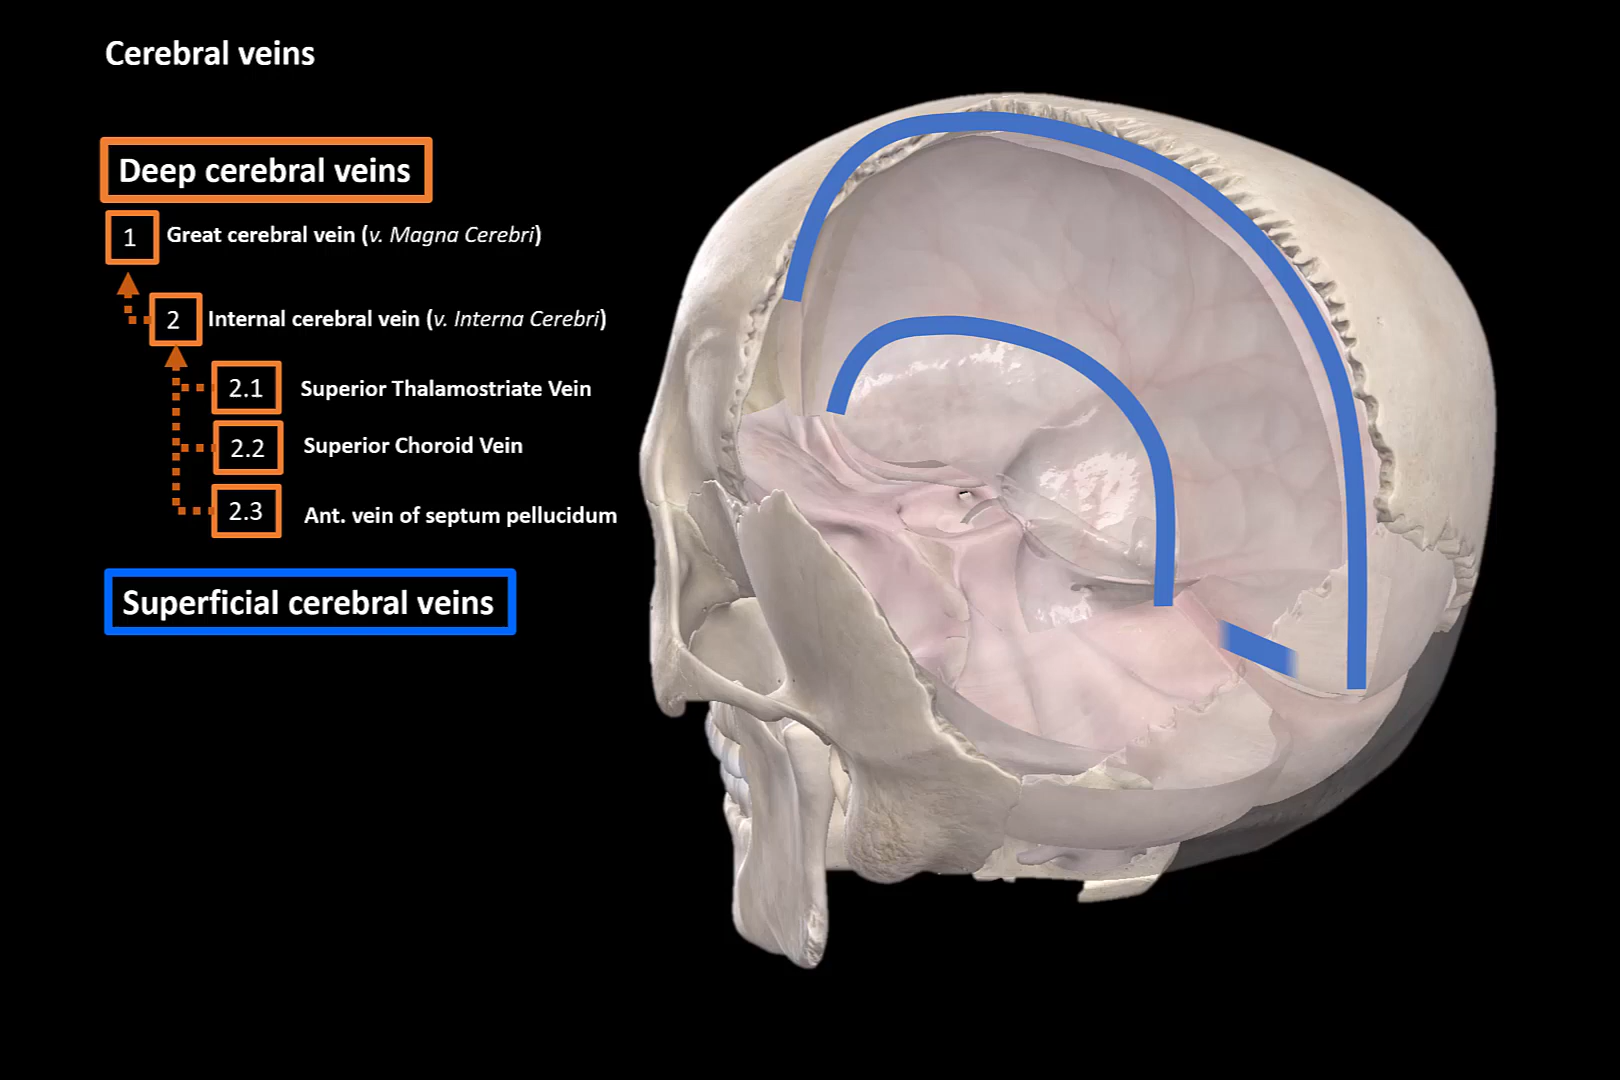 Cerebral veins
Deep cerebral veins
1 Great cerebral vein (v. Magna Cerebri)
2 Internal cerebral vein (v. Interna Cerebri)
2.1 Superior Thalamostriate Vein
2.2 Superior Choroid Vein
2.3 Ant. vein of septum pellucidum
Superficial cerebral veins